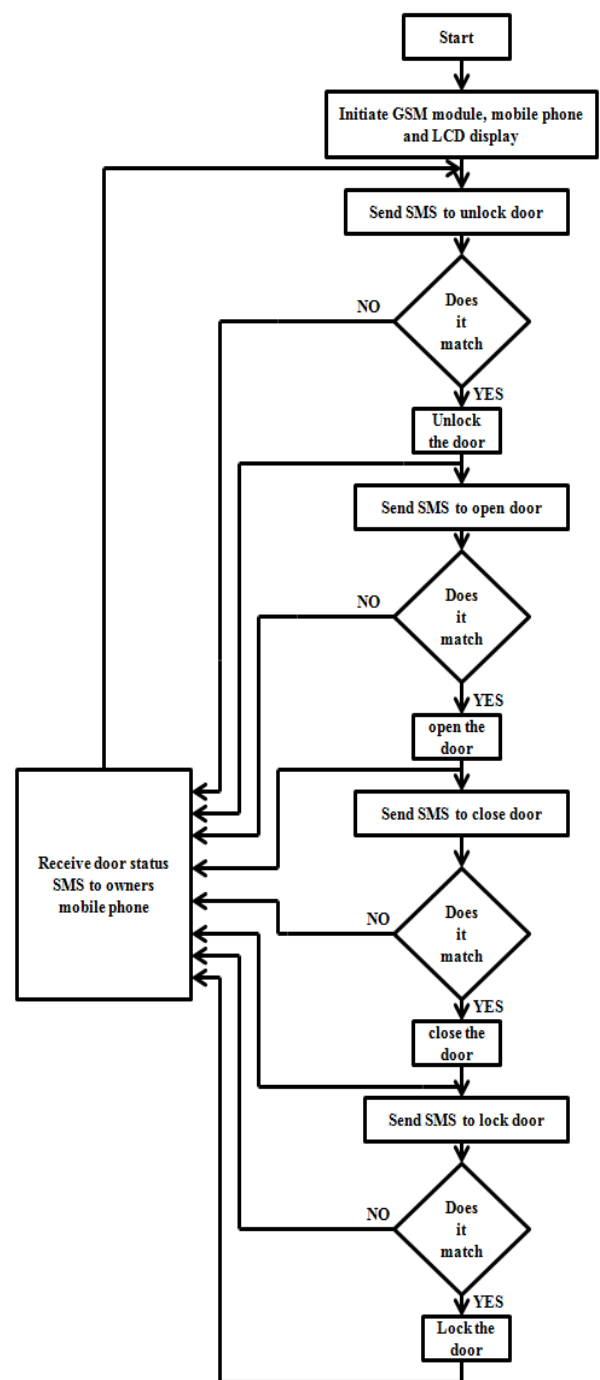 Start
Initiate GSM module, mobile phone
and LCD display
Send SMS to unlock door
Does
it
match
NO
YES
Unlock
the door
Send SMS to open door
Does
it
match
NO
YES
open the
door
Send SMS to close door
Does
it
match
NO
YES
close the
door
Receive door status
SMS to owners
mobile phone
Send SMS to lock door
Does
it
match
NO
YES
Lock the
door